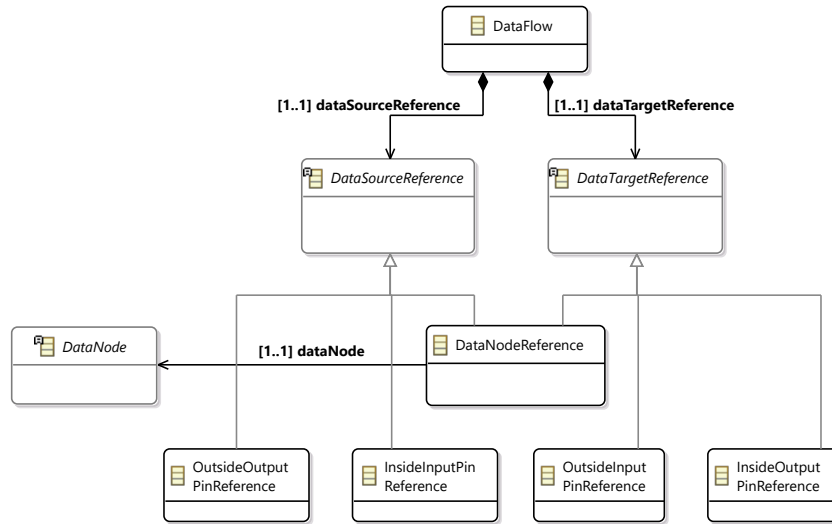 DataFlow
[1..1] dataSourceReference
[1..1] dataTargetReference
DataSourceReference
DataTargetReference
DataNode
[1..1] dataNode
DataNodeReference
OutsideOutput
PinReference
InsideInputPin
Reference
OutsideInput
PinReference
InsideOutput
PinReference